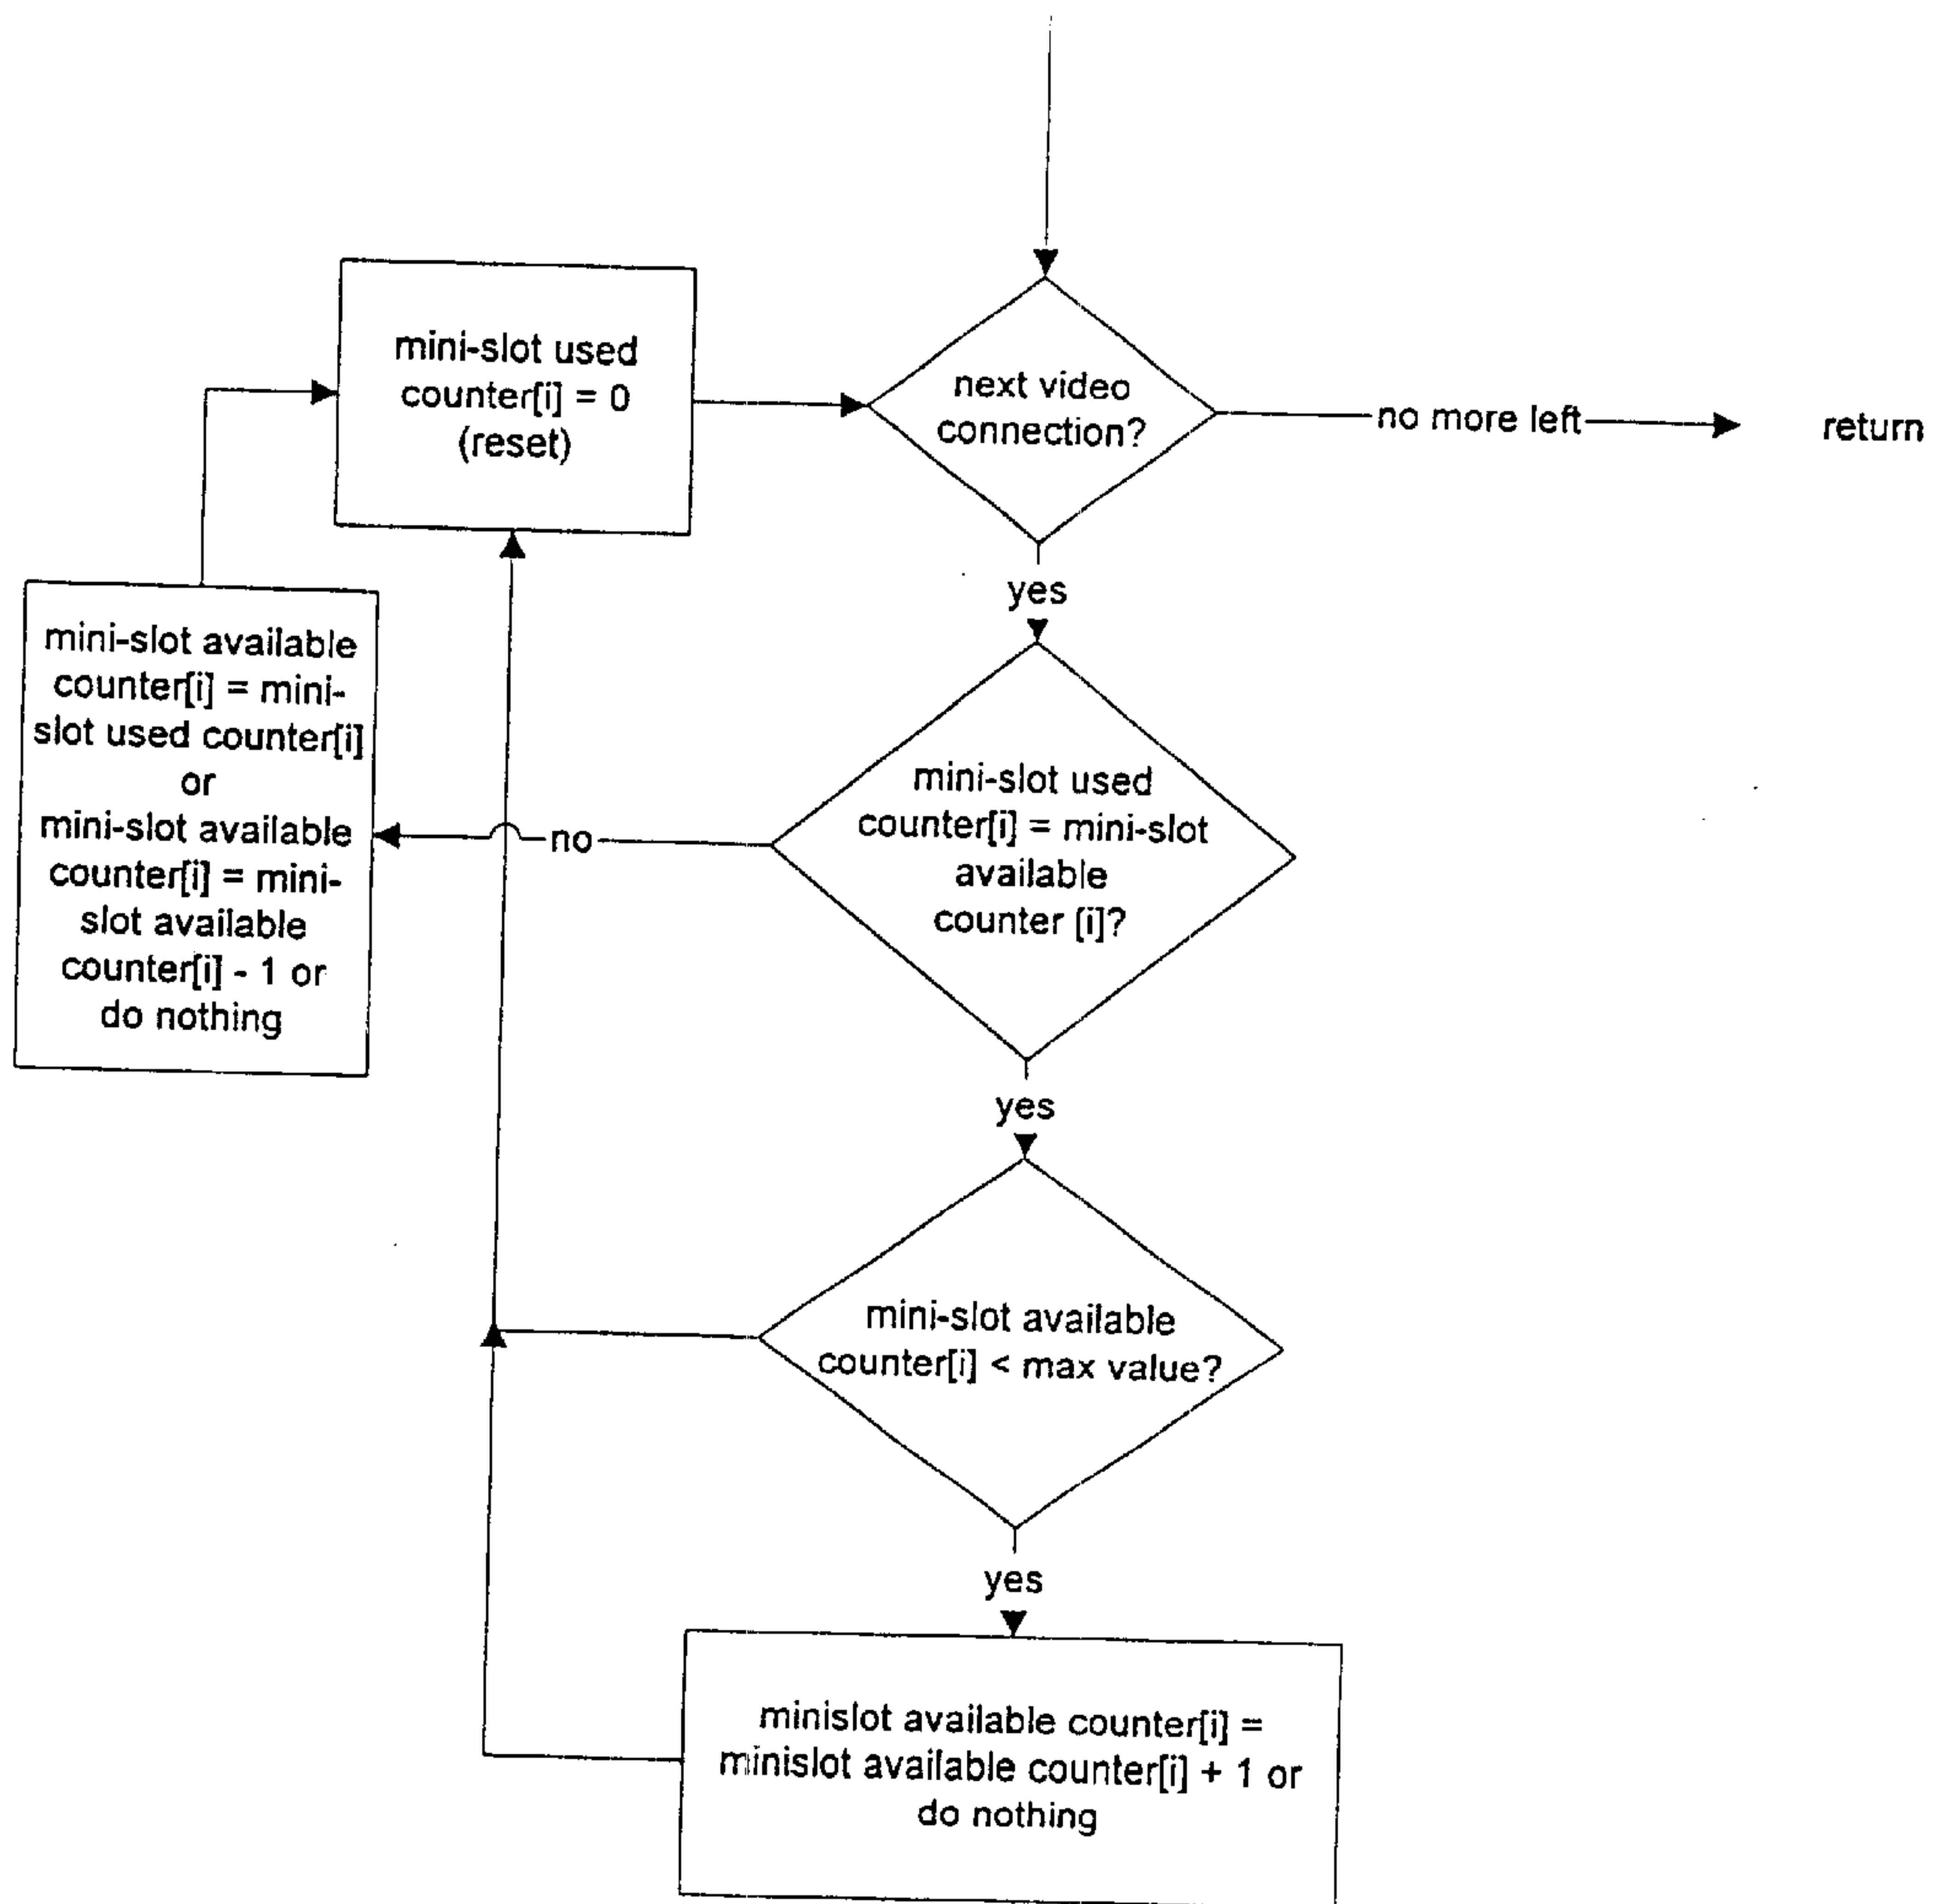 mini-slot used
counter[i] = 0
(reset)
next video
connection?
no more left
return
yes
mini-slot available
counter[i] = mini-
slot used counter[i]
or
mini-slot available
counter[i] = mini-
slot available
counter[i] - 1 or
do nothing
no
mini-slot used
counter[i] = mini-slot
available
counter [i]?
yes
mini-slot available
counter[i] < max value?
yes
minislot available counter[i] =
minislot available counter[i] + 1 or
do nothing